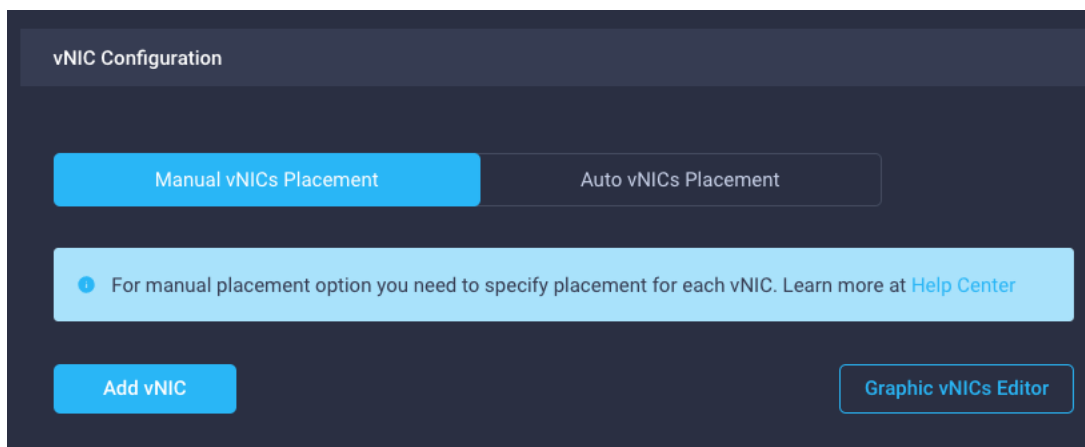 vNIC Configuration
Manual vNICs Placement
Auto vNICs Placement
For manual placement option you need to specify placement for each vNIC. Learn more at Help Center
Add vNIC
Graphic vNICs Editor